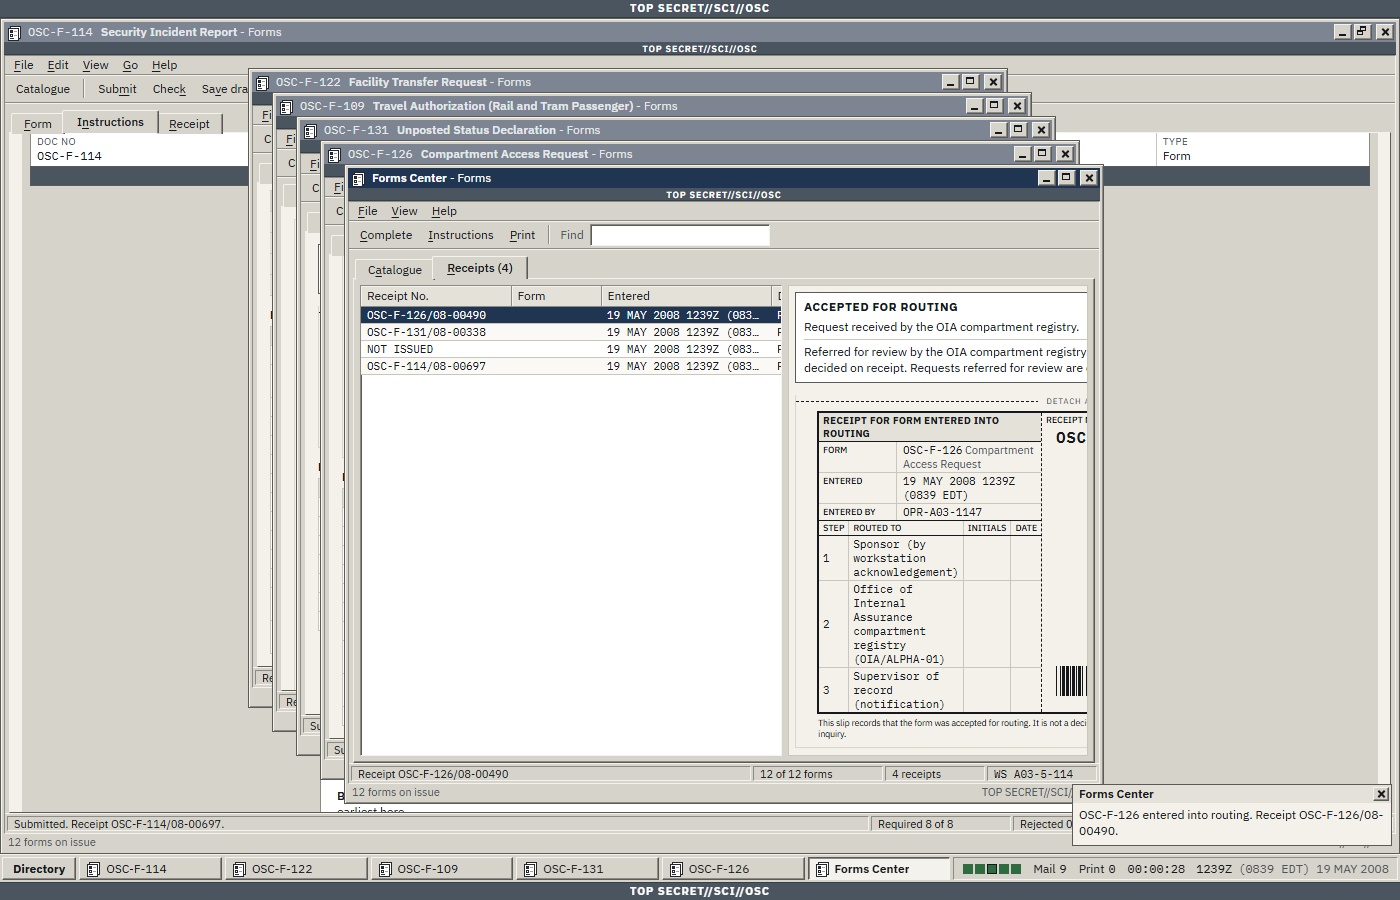 TOP SECRET//SCI//OSC
OSC-F-114 Security Incident Report - Forms
TOP SECRET//SCI//OSC
File Edit View Go Help
Catalogue Submit Check Save dra
Form Instructions Receipt
DOC NO
OSC-F-114
TYPE
Form
OSC-F-122 Facility Transfer Request - Forms
OSC-F-109 Travel Authorization (Rail and Tram Passenger) - Forms
OSC-F-131 Unposted Status Declaration - Forms
OSC-F-126 Compartment Access Request - Forms
Forms Center - Forms
TOP SECRET//SCI//OSC
File View Help
Complete Instructions Print Find
Catalogue Receipts (4)
Receipt No. Form Entered
OSC-F-126/08-00490 19 MAY 2008 1239Z (083…
OSC-F-131/08-00338 19 MAY 2008 1239Z (083…
NOT ISSUED 19 MAY 2008 1239Z (083…
OSC-F-114/08-00697 19 MAY 2008 1239Z (083…
ACCEPTED FOR ROUTING
Request received by the OIA compartment registry.
Referred for review by the OIA compartment registry
decided on receipt. Requests referred for review are
DETACH
RECEIPT FOR FORM ENTERED INTO
ROUTING
RECEIPT
OSC
FORM OSC-F-126 Compartment
Access Request
ENTERED 19 MAY 2008 1239Z
(0839 EDT)
ENTERED BY OPR-A03-1147
STEP ROUTED TO INITIALS DATE
1 Sponsor (by
workstation
acknowledgement)
2 Office of
Internal
Assurance
compartment
registry
(OIA/ALPHA-01)
3 Supervisor of
record
(notification)
This slip records that the form was accepted for routing. It is not a deci
inquiry.
Receipt OSC-F-126/08-00490 12 of 12 forms 4 receipts WS A03-5-114
12 forms on issue TOP SECRET//SCI/
Forms Center
OSC-F-126 entered into routing. Receipt OSC-F-126/08-
00490.
Submitted. Receipt OSC-F-114/08-00697. Required 8 of 8 Rejected 0
12 forms on issue
Directory OSC-F-114 OSC-F-122 OSC-F-109 OSC-F-131 OSC-F-126 Forms Center Mail 9 Print 0 00:00:28 1239Z (0839 EDT) 19 MAY 2008
TOP SECRET//SCI//OSC